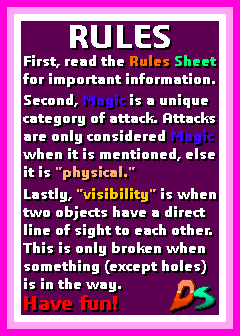 RULES
First, read the Rules Sheet
for important information.
Second, Magic is a unique
category of attack. Attacks
are only considered Magic
when it is mentioned, else
it is "physical."
Lastly, "visibility" is when
two objects have a direct
line of sight to each other.
This is only broken when
something (except holes)
is in the way.
Have fun!
DS